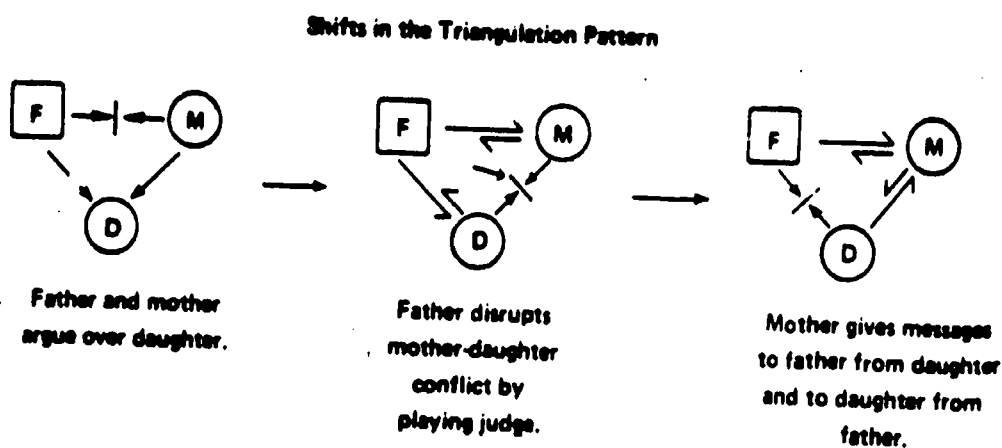 Shifts in the Triangulation Pattern
F
M
D
F
M
D
F
M
D
Father and mother
argue over daughter.
Father disrupts
mother-daughter
conflict by
playing judge.
Mother gives messages
to father from daughter
and to daughter from
father.